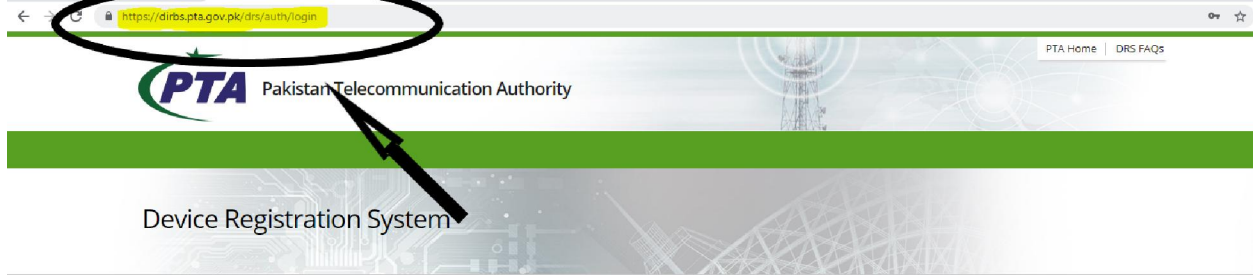 https://dirbs.pta.gov.pk/drs/auth/login
PTA Home | DRS FAQs
PTA Pakistan Telecommunication Authority
Device Registration System